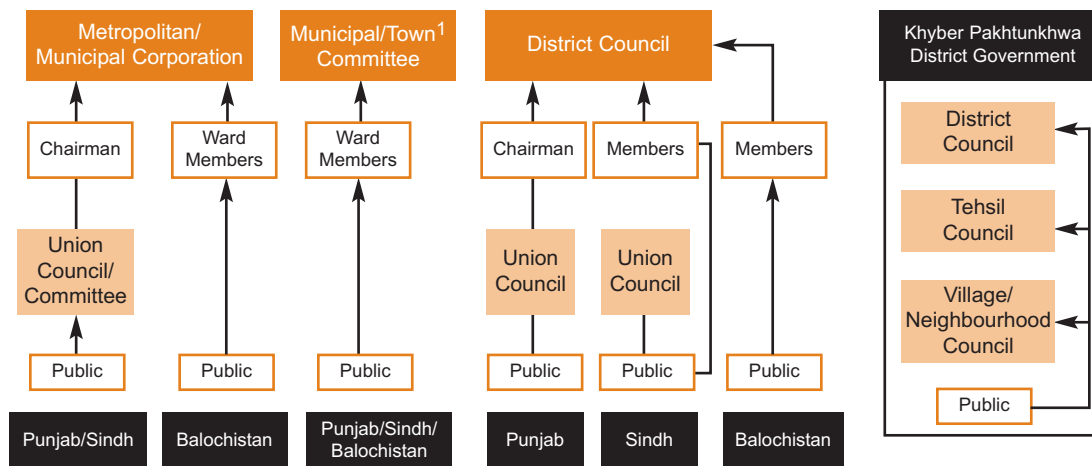 Metropolitan/
Municipal Corporation
Municipal/Town1
Committee
District Council
Khyber Pakhtunkhwa
District Government
Chairman
Ward
Members
Ward
Members
Chairman
Members
Members
District
Council
Tehsil
Council
Union
Council/
Committee
Union
Council
Union
Council
Village/
Neighbourhood
Council
Public
Public
Public
Public
Public
Public
Public
Punjab/Sindh
Balochistan
Punjab/Sindh/
Balochistan
Punjab
Sindh
Balochistan